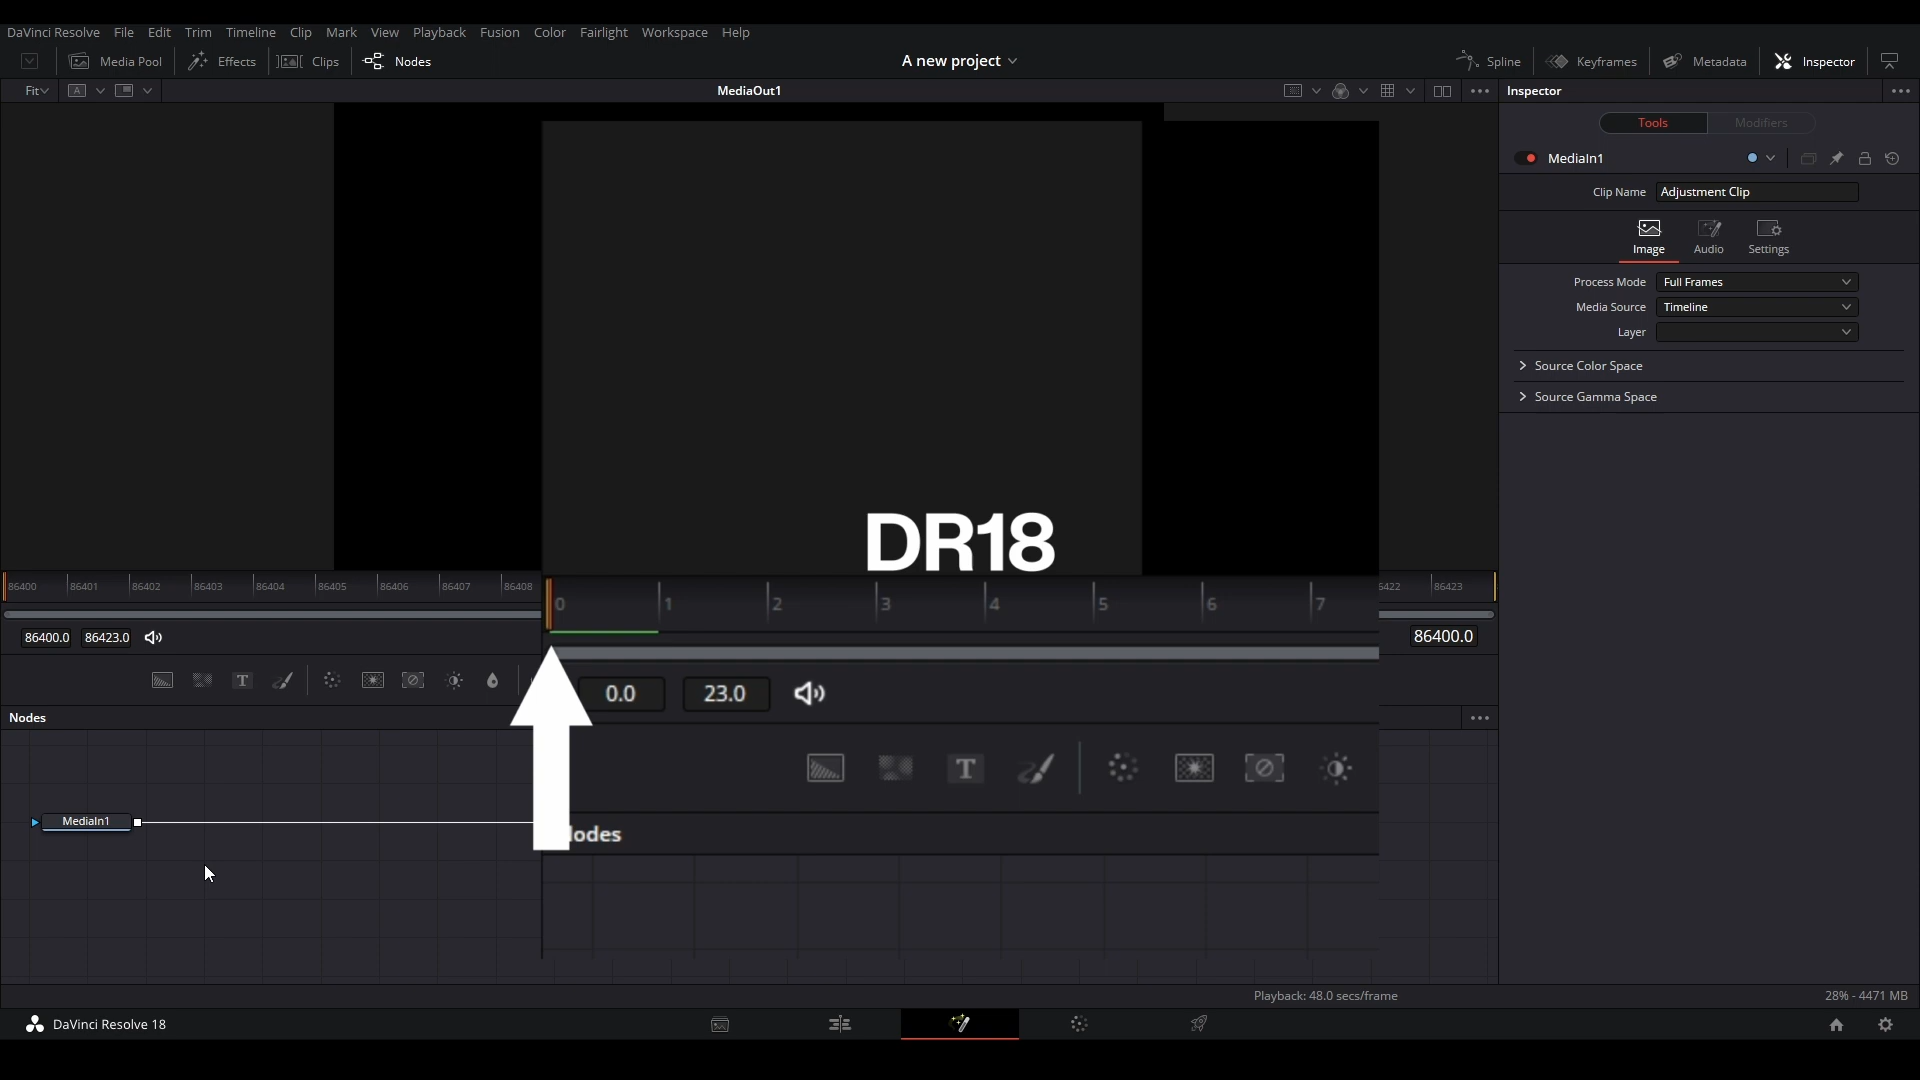 DaVinci Resolve File Edit Trim Timeline Clip Mark View Playback Fusion Color Fairlight Workspace Help
Media Pool Effects Clips Nodes A new project Spline Keyframes Metadata Inspector
Fit A MediaOut1 Inspector
Tools Modifiers
MediaIn1
Clip Name Adjustment Clip
Image Audio Settings
Process Mode Full Frames
Media Source Timeline
Layer
Source Color Space
Source Gamma Space
DR18
86400 86401 86402 86403 86404 86405 86406 86407 86408 86423
0 1 2 3 4 5 6 7
86400.0 86423.0 86400.0
0.0 23.0
T
T
Nodes
MediaIn1
Playback: 48.0 secs/frame 28% - 4471 MB
DaVinci Resolve 18